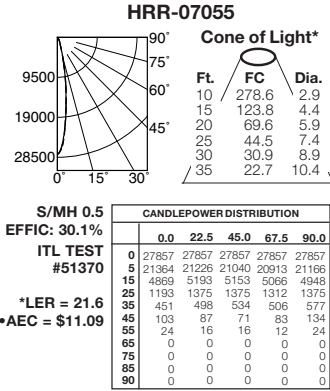 HRR-07055
90°
75°
60°
45°
9500
19000
28500
0° 15° 30°
Cone of Light*
Ft. FC Dia.
10 278.6 2.9
15 123.8 4.4
20 69.6 5.9
25 44.5 7.4
30 30.9 8.9
35 22.7 10.4
S/MH 0.5
EFFIC: 30.1%
ITL TEST
#51370
*LER = 21.6
•AEC = $11.09
CANDLEPOWER DISTRIBUTION
0.0 22.5 45.0 67.5 90.0
0 27857 27857 27857 27857 27857
5 21364 21226 21040 20913 21166
15 4869 5193 5153 5066 4948
25 1193 1375 1375 1312 1375
35 451 498 534 506 577
45 103 87 71 83 134
55 24 16 16 12 24
65 0 0 0 0 0
75 0 0 0 0 0
85 0 0 0 0 0
90 0 0 0 0 0